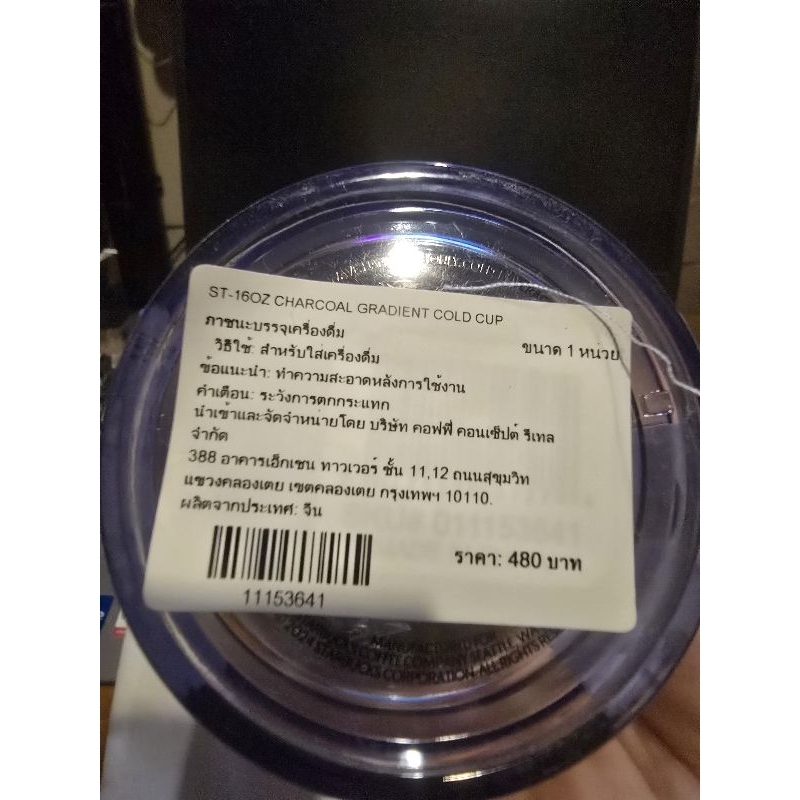 ST-16OZ CHARCOAL GRADIENT COLD CUP
ภาชนะบรรจุเครื่องดื่ม
ขนาด 1 หน่วย
วิธีใช้: สำหรับใส่เครื่องดื่ม
ข้อแนะนำ: ทำความสะอาดหลังการใช้งาน
คำเตือน: ระวังการตกกระแทก
นำเข้าและจัดจำหน่ายโดย บริษัท คอฟฟี่ คอนเซ็ปต์ รีเทล
จำกัด
388 อาคารเอ็กเชน ทาวเวอร์ ชั้น 11,12 ถนนสุขุมวิท
แขวงคลองเตย เขตคลองเตย กรุงเทพฯ 10110.
ผลิตจากประเทศ: จีน
ราคา: 480 บาท
11153641
MANUFACTURED FOR
COFFEE COMPANY, SEATTLE, WA
2024 STARBUCKS CORPORATION. ALL RIGHTS